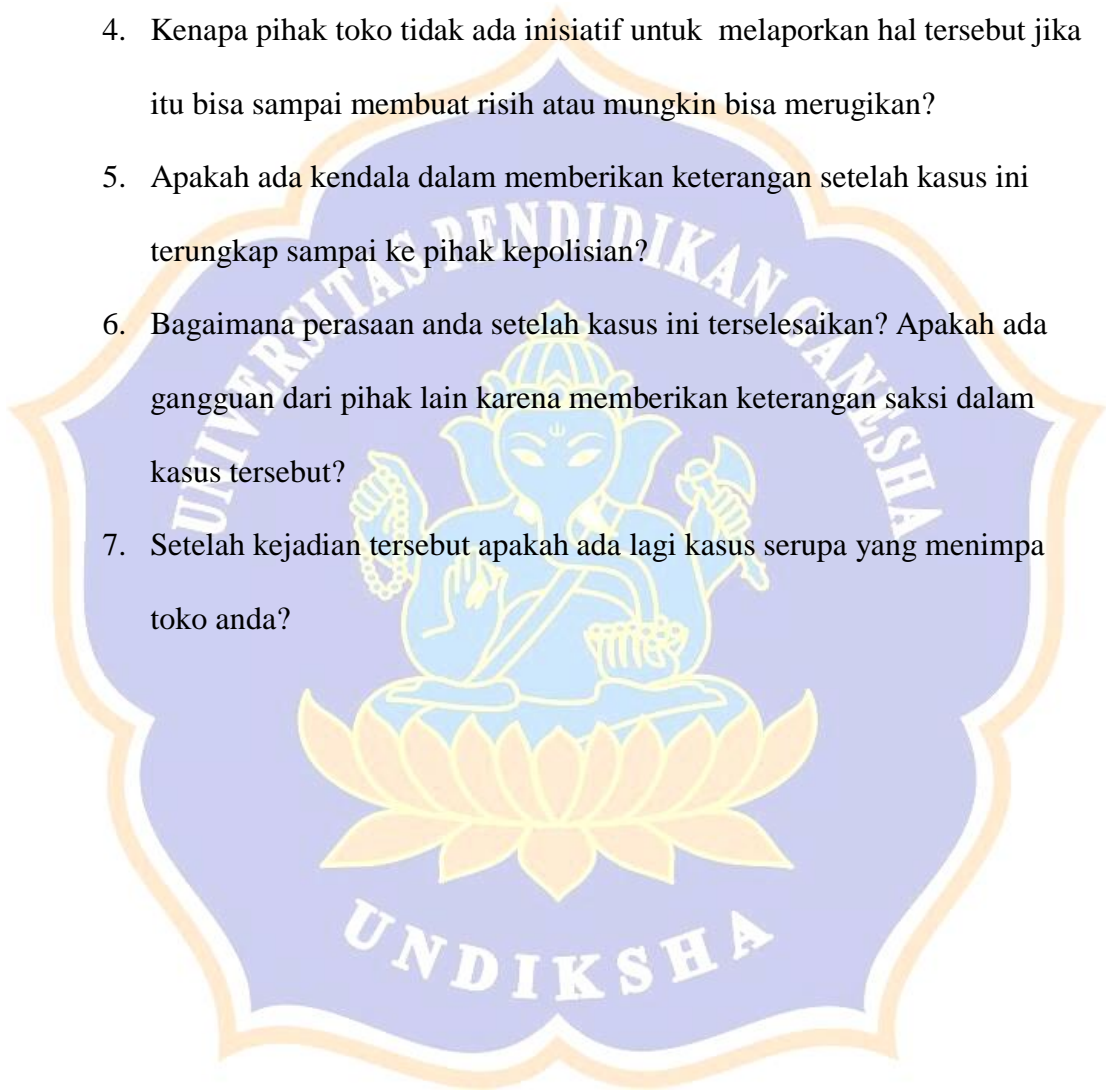 4. Kenapa pihak toko tidak ada inisiatif untuk melaporkan hal tersebut jika
itu bisa sampai membuat risih atau mungkin bisa merugikan?
5. Apakah ada kendala dalam memberikan keterangan setelah kasus ini
terungkap sampai ke pihak kepolisian?
6. Bagaimana perasaan anda setelah kasus ini terselesaikan? Apakah ada
gangguan dari pihak lain karena memberikan keterangan saksi dalam
kasus tersebut?
7. Setelah kejadian tersebut apakah ada lagi kasus serupa yang menimpa
toko anda?
UNIVERSITAS PENDIDIKAN GANESHA
UNDIKSHA